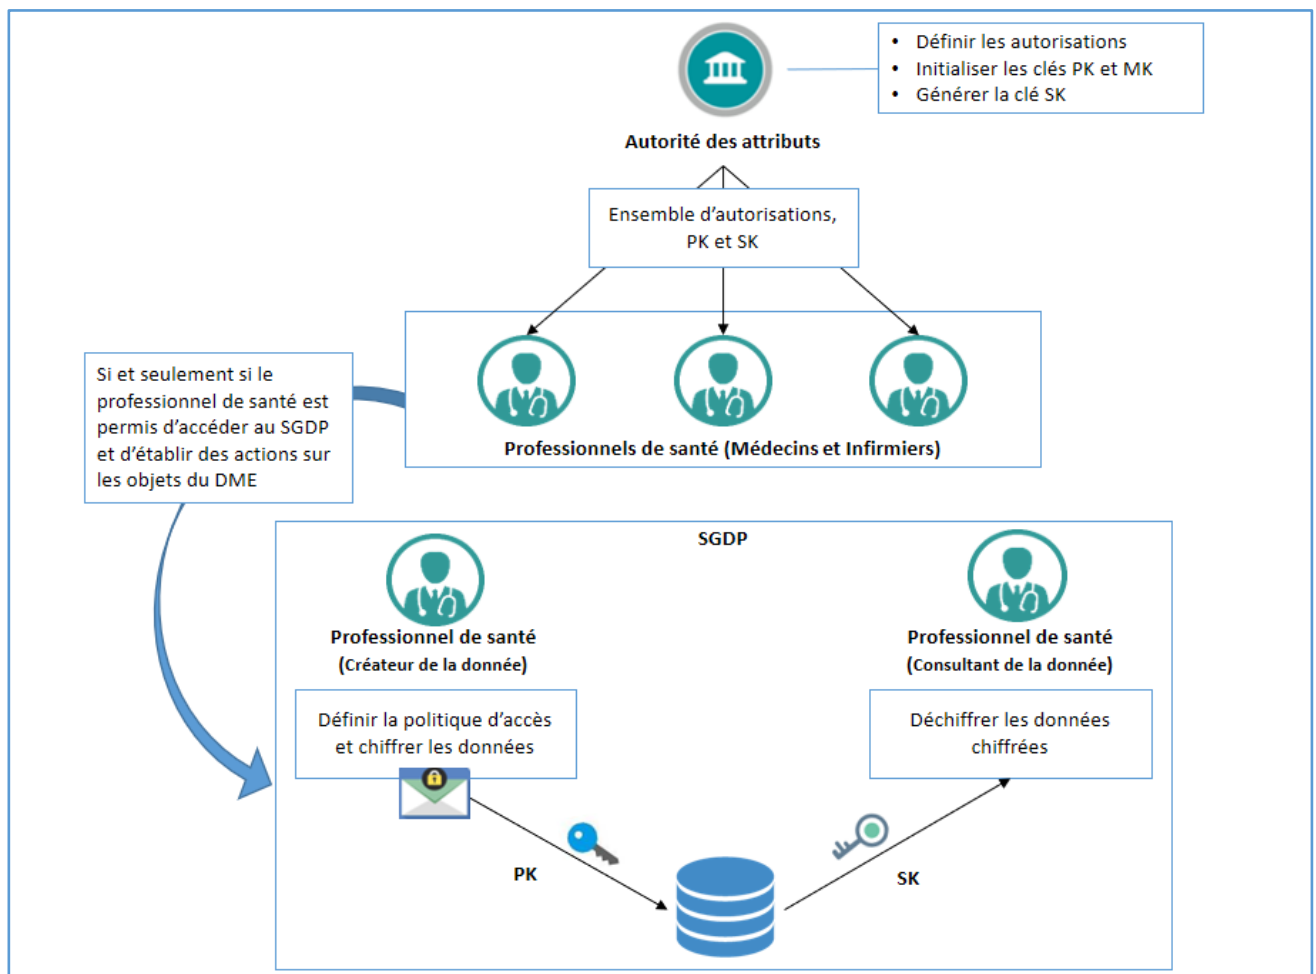 • Définir les autorisations
• Initialiser les clés PK et MK
• Générer la clé SK
Autorité des attributs
Ensemble d'autorisations,
PK et SK
Si et seulement si le
professionnel de santé est
permis d'accéder au SGDP
et d'établir des actions sur
les objets du DME
Professionnels de santé (Médecins et Infirmiers)
SGDP
Professionnel de santé
(Créateur de la donnée)
Professionnel de santé
(Consultant de la donnée)
Définir la politique d'accès
et chiffrer les données
Déchiffrer les données
chiffrées
PK
SK